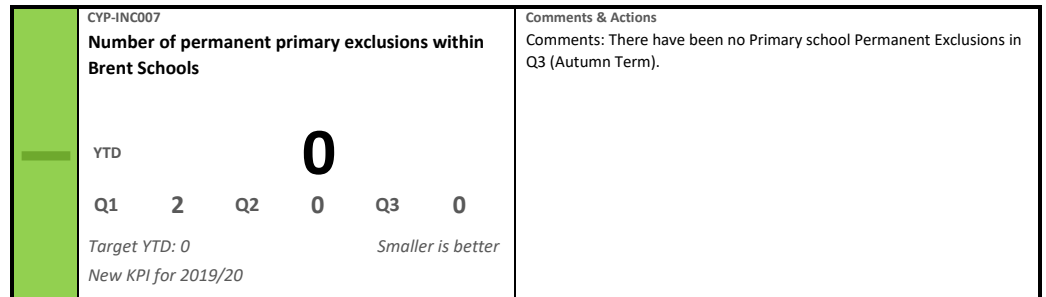 CYP-INC007
Number of permanent primary exclusions within
Brent Schools
YTD 0
Q1 2 Q2 0 Q3 0
Target YTD: 0 Smaller is better
New KPI for 2019/20
Comments & Actions
Comments: There have been no Primary school Permanent Exclusions in
Q3 (Autumn Term).